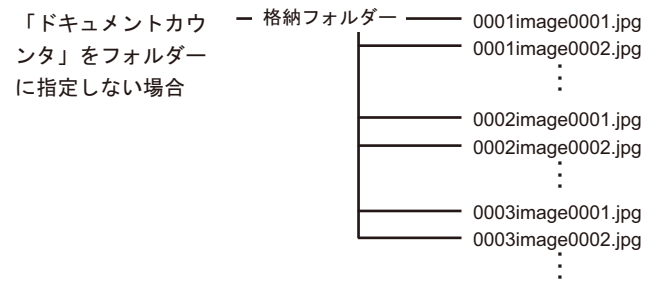 「ドキュメントカウ
ンタ」をフォルダー
に指定しない場合
格納フォルダー
0001image0001.jpg
0001image0002.jpg
0002image0001.jpg
0002image0002.jpg
0003image0001.jpg
0003image0002.jpg